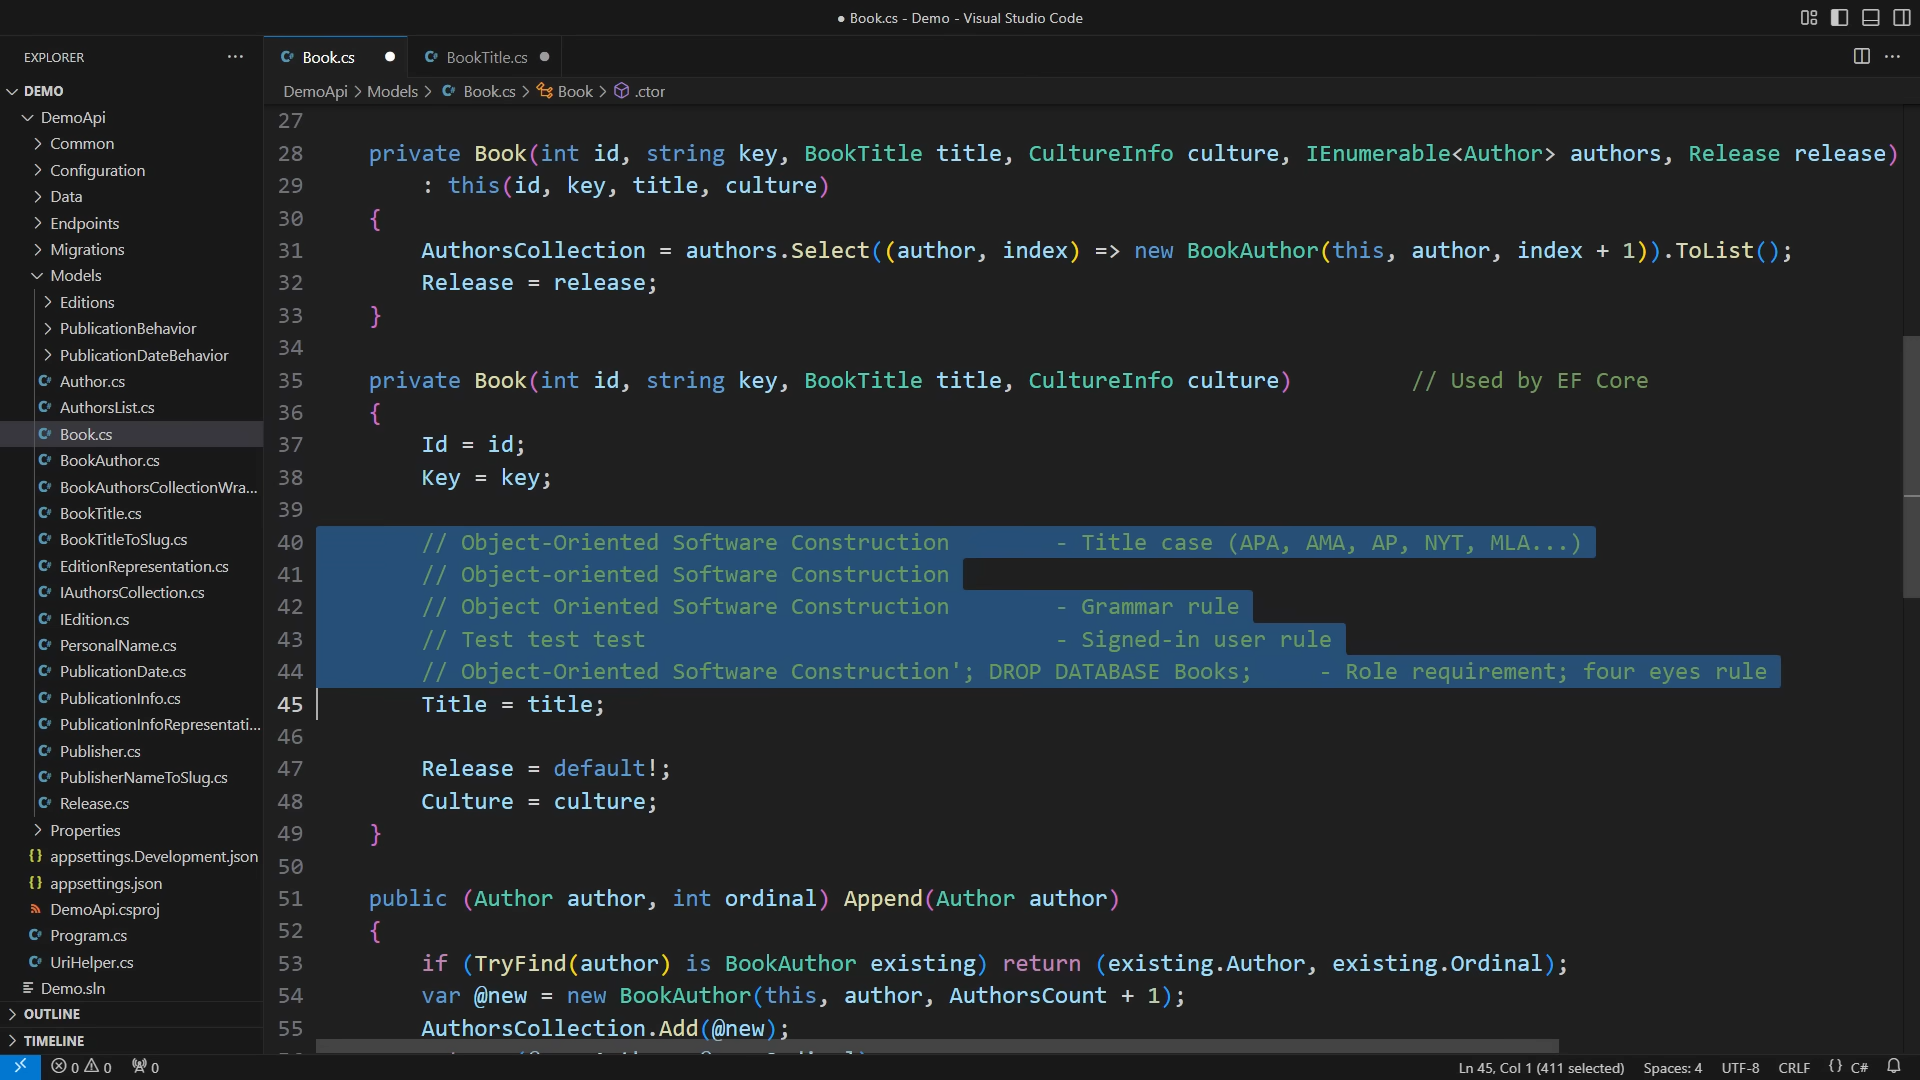 ● Book.cs - Demo - Visual Studio Code
EXPLORER
DEMO
DemoApi
Common
Configuration
Data
Endpoints
Migrations
Models
Editions
PublicationBehavior
PublicationDateBehavior
Author.cs
AuthorsList.cs
Book.cs
BookAuthor.cs
BookAuthorsCollectionWra...
BookTitle.cs
BookTitleToSlug.cs
EditionRepresentation.cs
IAuthorsCollection.cs
IEdition.cs
PersonalName.cs
PublicationDate.cs
PublicationInfo.cs
PublicationInfoRepresentati...
Publisher.cs
PublisherNameToSlug.cs
Release.cs
Properties
appsettings.Development.json
appsettings.json
DemoApi.csproj
Program.cs
UriHelper.cs
Demo.sln
OUTLINE
TIMELINE
Book.cs ● BookTitle.cs ●
DemoApi > Models > Book.cs > Book > .ctor
27
28 private Book(int id, string key, BookTitle title, CultureInfo culture, IEnumerable<Author> authors, Release release)
29 : this(id, key, title, culture)
30 {
31 AuthorsCollection = authors.Select((author, index) => new BookAuthor(this, author, index + 1)).ToList();
32 Release = release;
33 }
34
35 private Book(int id, string key, BookTitle title, CultureInfo culture) // Used by EF Core
36 {
37 Id = id;
38 Key = key;
39
40 // Object-Oriented Software Construction - Title case (APA, AMA, AP, NYT, MLA...)
41 // Object-oriented Software Construction
42 // Object Oriented Software Construction - Grammar rule
43 // Test test test - Signed-in user rule
44 // Object-Oriented Software Construction'; DROP DATABASE Books; - Role requirement; four eyes rule
45 Title = title;
46
47 Release = default!;
48 Culture = culture;
49 }
50
51 public (Author author, int ordinal) Append(Author author)
52 {
53 if (TryFind(author) is BookAuthor existing) return (existing.Author, existing.Ordinal);
54 var @new = new BookAuthor(this, author, AuthorsCount + 1);
55 AuthorsCollection.Add(@new);
0 0 0
Ln 45, Col 1 (411 selected) Spaces: 4 UTF-8 CRLF {} C#